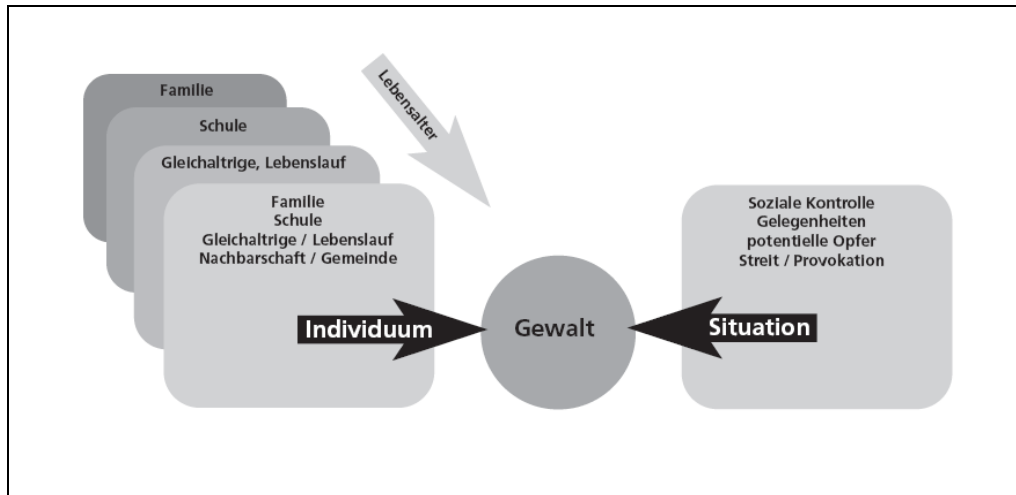 Familie
Schule
Gleichaltrige, Lebenslauf
Familie
Schule
Gleichaltrige / Lebenslauf
Nachbarschaft / Gemeinde
Individuum
Lebensalter
Gewalt
Soziale Kontrolle
Gelegenheiten
potentielle Opfer
Streit / Provokation
Situation